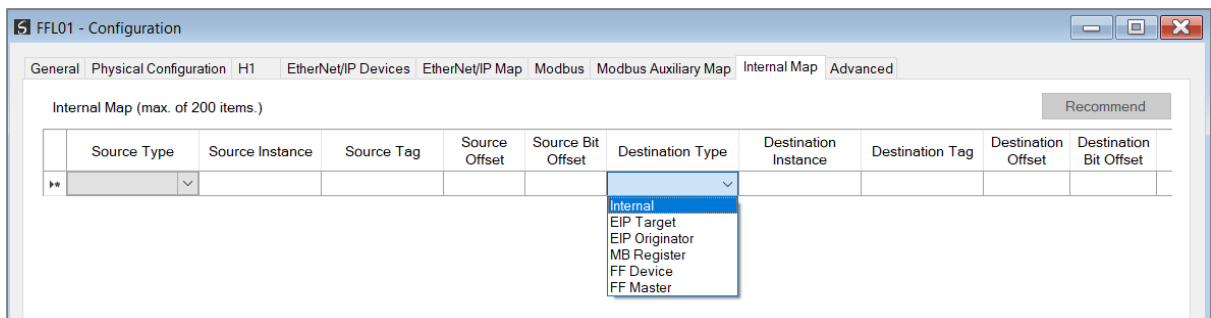 FFL01 - Configuration
General Physical Configuration H1 EtherNet/IP Devices EtherNet/IP Map Modbus Modbus Auxiliary Map Internal Map Advanced
Internal Map (max. of 200 items.) Recommend
Source Type Source Instance Source Tag Source Offset Source Bit Offset Destination Type Destination Instance Destination Tag Destination Offset Destination Bit Offset
Internal
EIP Target
EIP Originator
MB Register
FF Device
FF Master